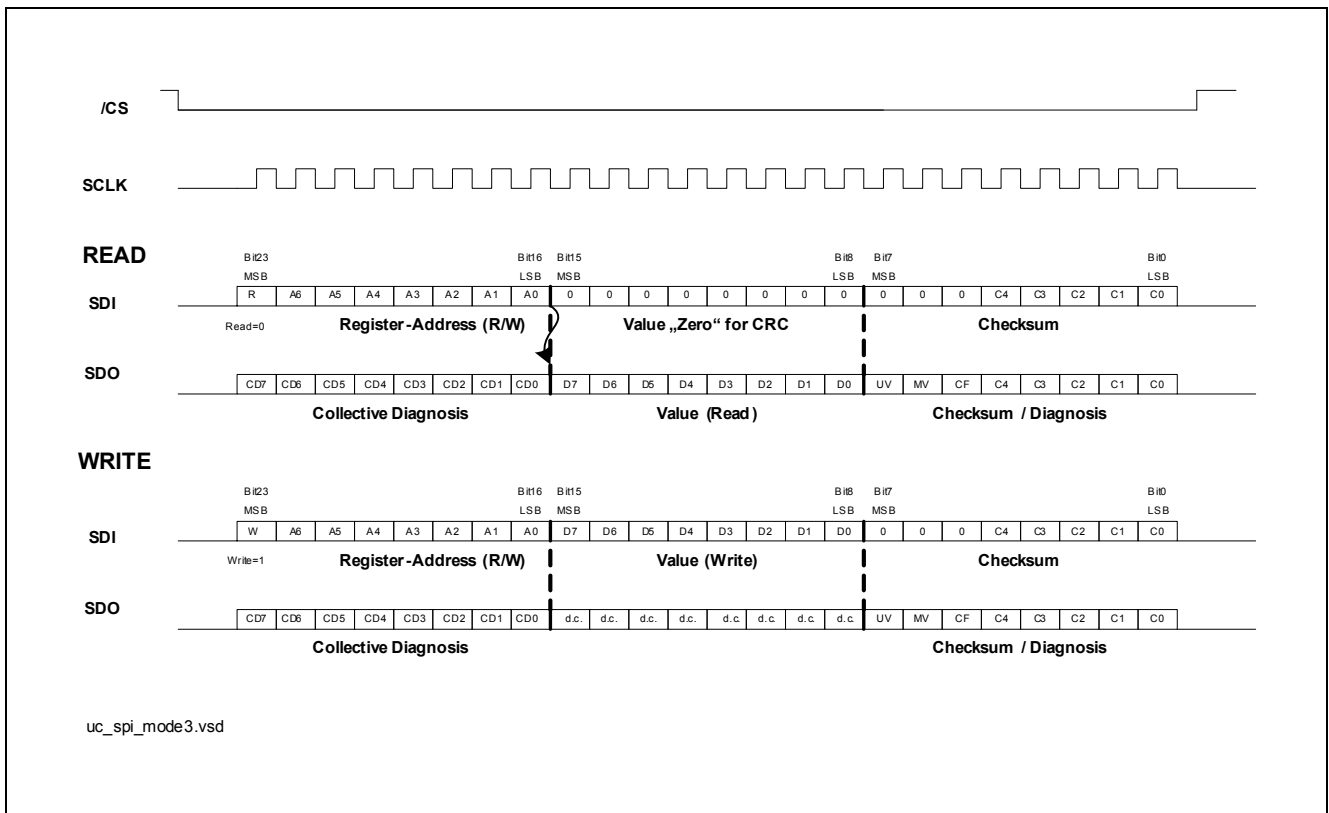 /CS
SCLK
READ
Bit23 Bit16 Bit15 Bit8 Bit7 Bit0
MSB LSB MSB LSB MSB LSB
SDI R A6 A5 A4 A3 A2 A1 A0 0 0 0 0 0 0 0 0 0 0 0 C4 C3 C2 C1 C0
Read=0 Register-Address (R/W) Value „Zero“ for CRC Checksum
SDO CD7 CD6 CD5 CD4 CD3 CD2 CD1 CD0 D7 D6 D5 D4 D3 D2 D1 D0 UV MV CF C4 C3 C2 C1 C0
Collective Diagnosis Value (Read) Checksum / Diagnosis
WRITE
Bit23 Bit16 Bit15 Bit8 Bit7 Bit0
MSB LSB MSB LSB MSB LSB
SDI W A6 A5 A4 A3 A2 A1 A0 D7 D6 D5 D4 D3 D2 D1 D0 0 0 0 C4 C3 C2 C1 C0
Write=1 Register-Address (R/W) Value (Write) Checksum
SDO CD7 CD6 CD5 CD4 CD3 CD2 CD1 CD0 d.c. d.c. d.c. d.c. d.c. d.c. d.c. d.c. UV MV CF C4 C3 C2 C1 C0
Collective Diagnosis Checksum / Diagnosis
uc_spi_mode3.vsd